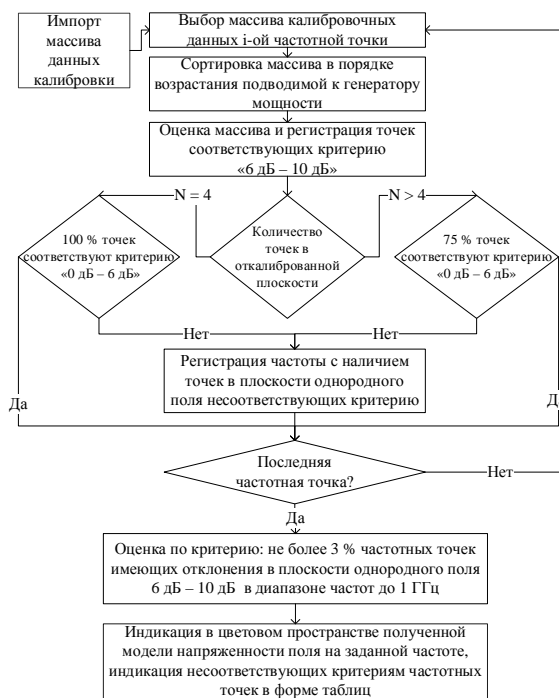 Импорт
массива
данных
калибровки
Выбор массива калибровочных
данных i-ой частотной точки
Сортировка массива в порядке
возрастания подводимой к генератору
мощности
Оценка массива и регистрация точек
соответствующих критерию
«6 дБ – 10 дБ»
N = 4
N > 4
100 % точек
соответствуют критерию
«0 дБ – 6 дБ»
Количество
точек в
откалиброванной
плоскости
75 % точек
соответствуют критерию
«0 дБ – 6 дБ»
Нет
Нет
Регистрация частоты с наличием
точек в плоскости однородного
поля несоответствующих критерию
Да
Да
Последняя
частотная точка?
Нет
Да
Оценка по критерию: не более 3 % частотных точек
имеющих отклонения в плоскости однородного поля
6 дБ – 10 дБ в диапазоне частот до 1 ГГц
Индикация в цветовом пространстве полученной
модели напряженности поля на заданной частоте,
индикация несоответствующих критериям частотных
точек в форме таблиц